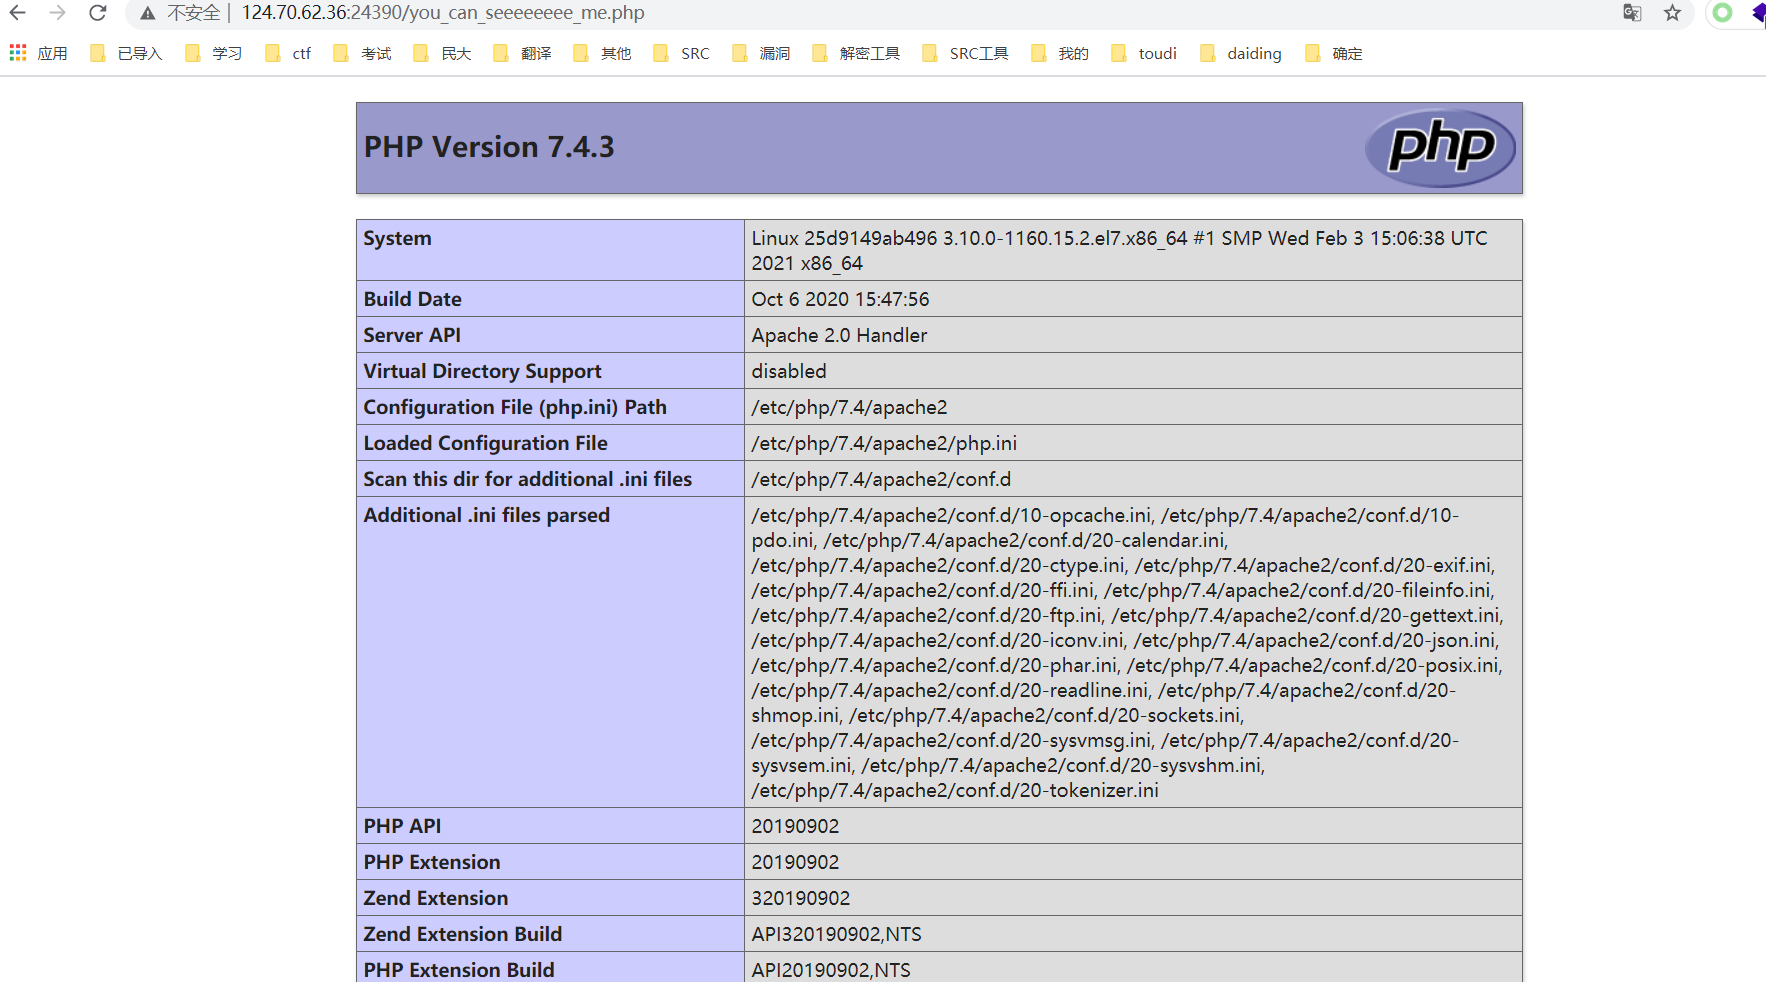 不安全 124.70.62.36:24390/you_can_seeeeeeee_me.php
应用 已导入 学习 ctf 考试 民大 翻译 其他 SRC 漏洞 解密工具 SRC工具 我的 toudi daiding 确定
PHP Version 7.4.3 php
System Linux 25d9149ab496 3.10.0-1160.15.2.el7.x86_64 #1 SMP Wed Feb 3 15:06:38 UTC
2021 x86_64
Build Date Oct 6 2020 15:47:56
Server API Apache 2.0 Handler
Virtual Directory Support disabled
Configuration File (php.ini) Path /etc/php/7.4/apache2
Loaded Configuration File /etc/php/7.4/apache2/php.ini
Scan this dir for additional .ini files /etc/php/7.4/apache2/conf.d
Additional .ini files parsed /etc/php/7.4/apache2/conf.d/10-opcache.ini, /etc/php/7.4/apache2/conf.d/10-
pdo.ini, /etc/php/7.4/apache2/conf.d/20-calendar.ini,
/etc/php/7.4/apache2/conf.d/20-ctype.ini, /etc/php/7.4/apache2/conf.d/20-exif.ini,
/etc/php/7.4/apache2/conf.d/20-ffi.ini, /etc/php/7.4/apache2/conf.d/20-fileinfo.ini,
/etc/php/7.4/apache2/conf.d/20-ftp.ini, /etc/php/7.4/apache2/conf.d/20-gettext.ini,
/etc/php/7.4/apache2/conf.d/20-iconv.ini, /etc/php/7.4/apache2/conf.d/20-json.ini,
/etc/php/7.4/apache2/conf.d/20-phar.ini, /etc/php/7.4/apache2/conf.d/20-posix.ini,
/etc/php/7.4/apache2/conf.d/20-readline.ini, /etc/php/7.4/apache2/conf.d/20-
shmop.ini, /etc/php/7.4/apache2/conf.d/20-sockets.ini,
/etc/php/7.4/apache2/conf.d/20-sysvmsg.ini, /etc/php/7.4/apache2/conf.d/20-
sysvsem.ini, /etc/php/7.4/apache2/conf.d/20-sysvshm.ini,
/etc/php/7.4/apache2/conf.d/20-tokenizer.ini
PHP API 20190902
PHP Extension 20190902
Zend Extension 320190902
Zend Extension Build API320190902,NTS
PHP Extension Build API20190902,NTS